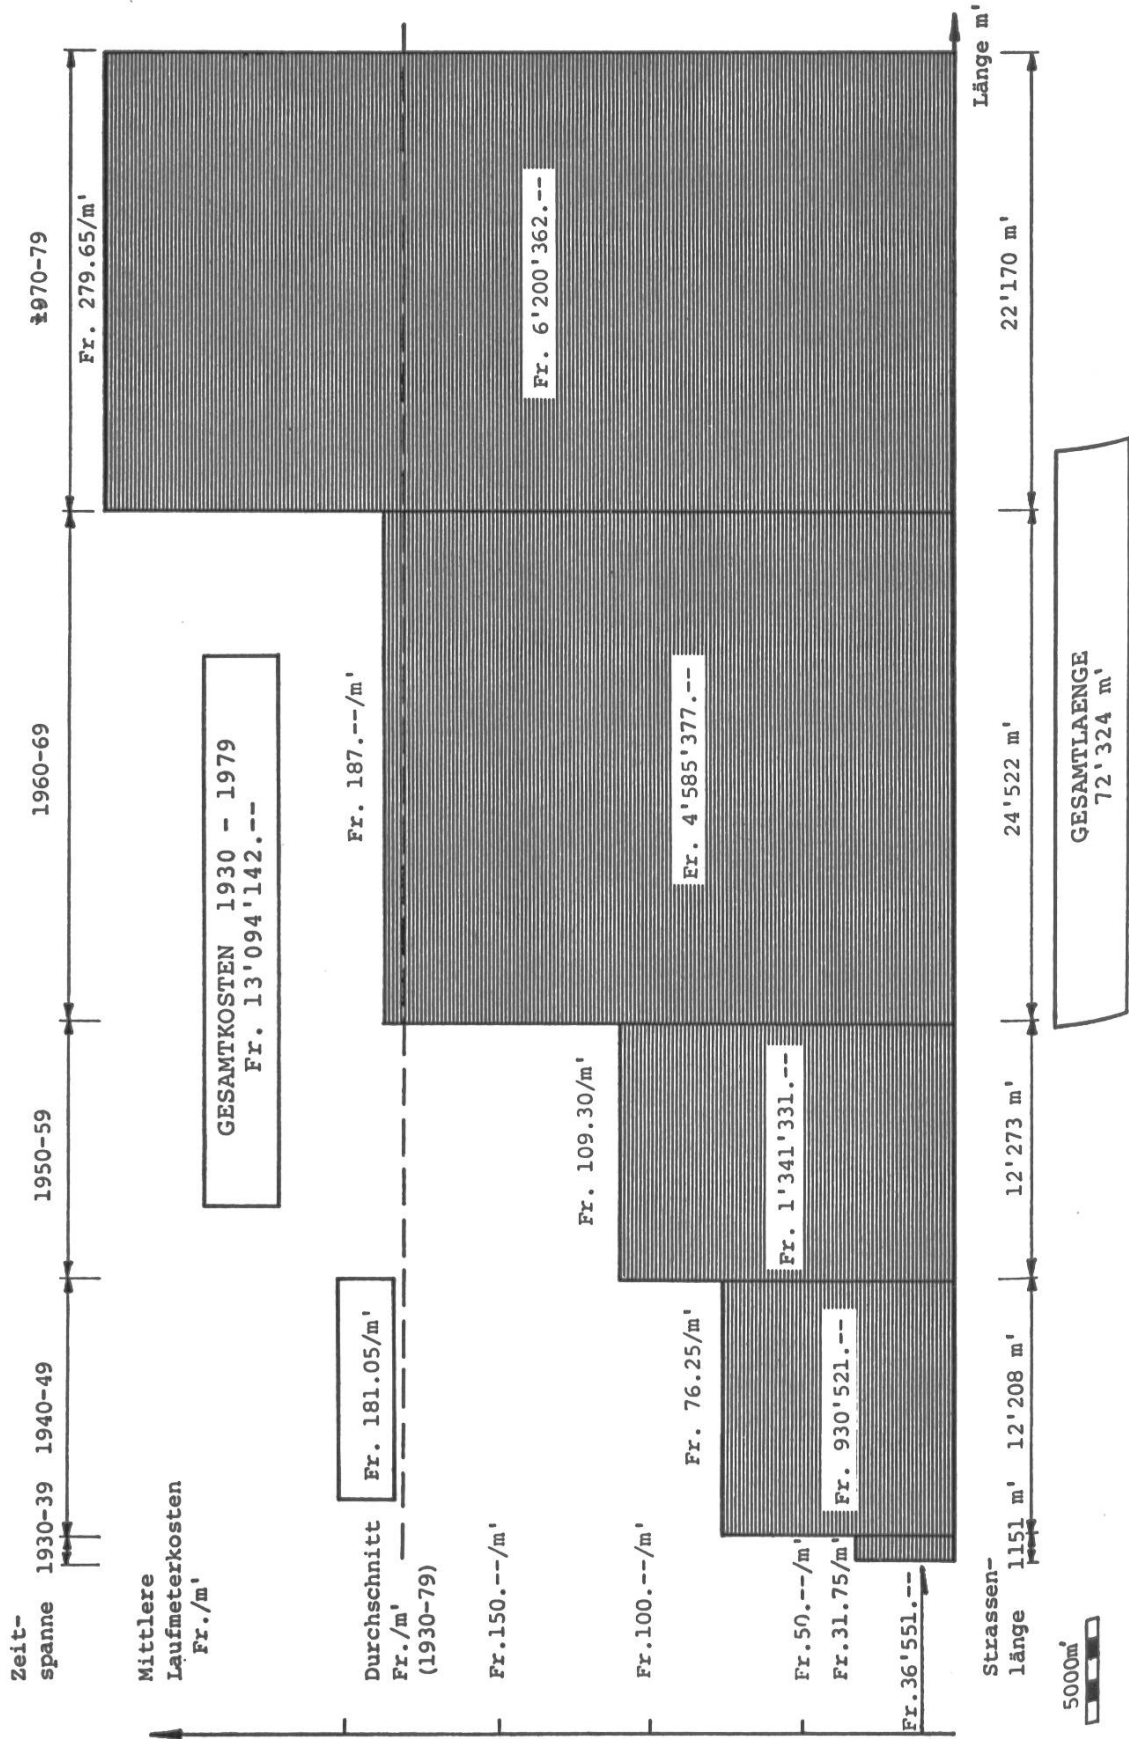 Zeit-
spanne
1930-39
1940-49
1950-59
1960-69
1970-79
Mittlere
Laufmeterkosten
Fr./m'
GESAMTKOSTEN 1930 - 1979
Fr. 13'094'142.--
Fr. 279.65/m'
Fr. 187.--/m'
Durchschnitt
Fr./m'
(1930-79)
Fr. 181.05/m'
Fr.150.--/m'
Fr. 109.30/m'
Fr.100.--/m'
Fr. 76.25/m'
Fr.50.--/m'
Fr.31.75/m'
Fr.36'551.--
Fr. 930'521.--
Fr. 1'341'331.--
Fr. 4'585'377.--
Fr. 6'200'362.--
Länge m'
Strassen-
länge
1151 m'
12'208 m'
12'273 m'
24'522 m'
22'170 m'
5000m'
GESAMTLAENGE
72'324 m'